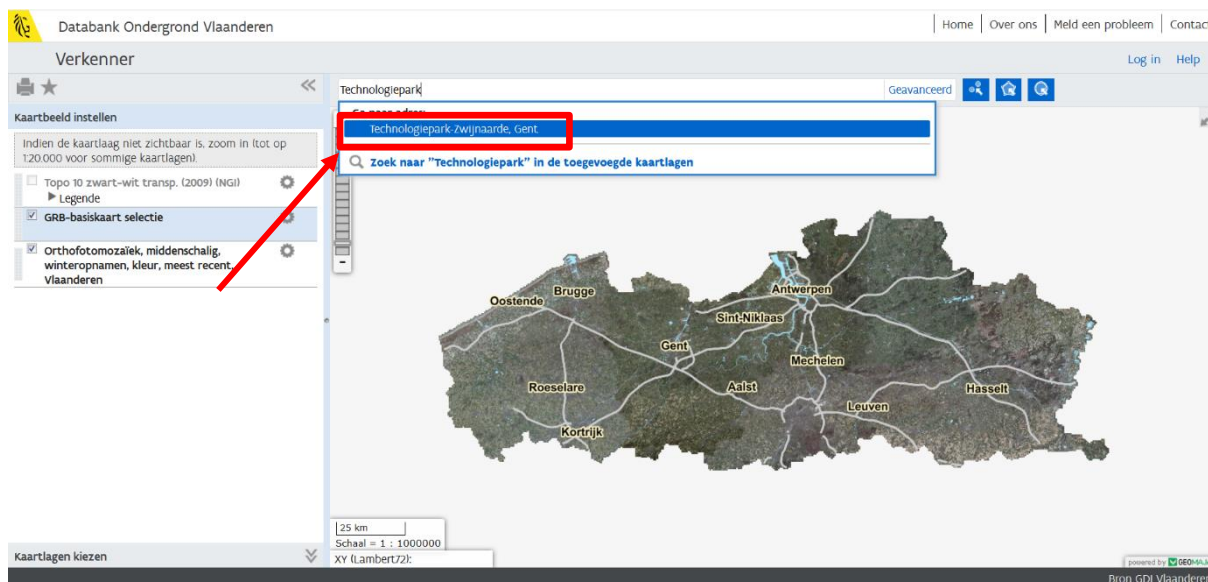 Databank Ondergrond Vlaanderen
Home | Over ons | Meld een probleem | Contact
Verkenner
Log in Help
Technologiepark
Geavanceerd
Kaartbeeld instellen
Technologiepark-Zwijnaarde, Gent
Indien de kaartlaag niet zichtbaar is, zoom in (tot op
1:20.000 voor sommige kaartlagen).
Zoek naar "Technologiepark" in de toegevoegde kaartlagen
Topo 10 zwart-wit transp. (2009) (NGI)
Legende
GRB-basiskaart selectie
Orthofotomozaïek, middenschalig,
winteropnamen, kleur, meest recent,
Vlaanderen
Oostende
Brugge
Antwerpen
Sint-Niklaas
Gent
Mechelen
Roeselare
Aalst
Hasselt
Leuven
Kortrijk
25 km
Schaal = 1 : 1000000
XY (Lambert72):
Kaartlagen kiezen
powered by GEOMAJAS
Bron GDI Vlaanderen